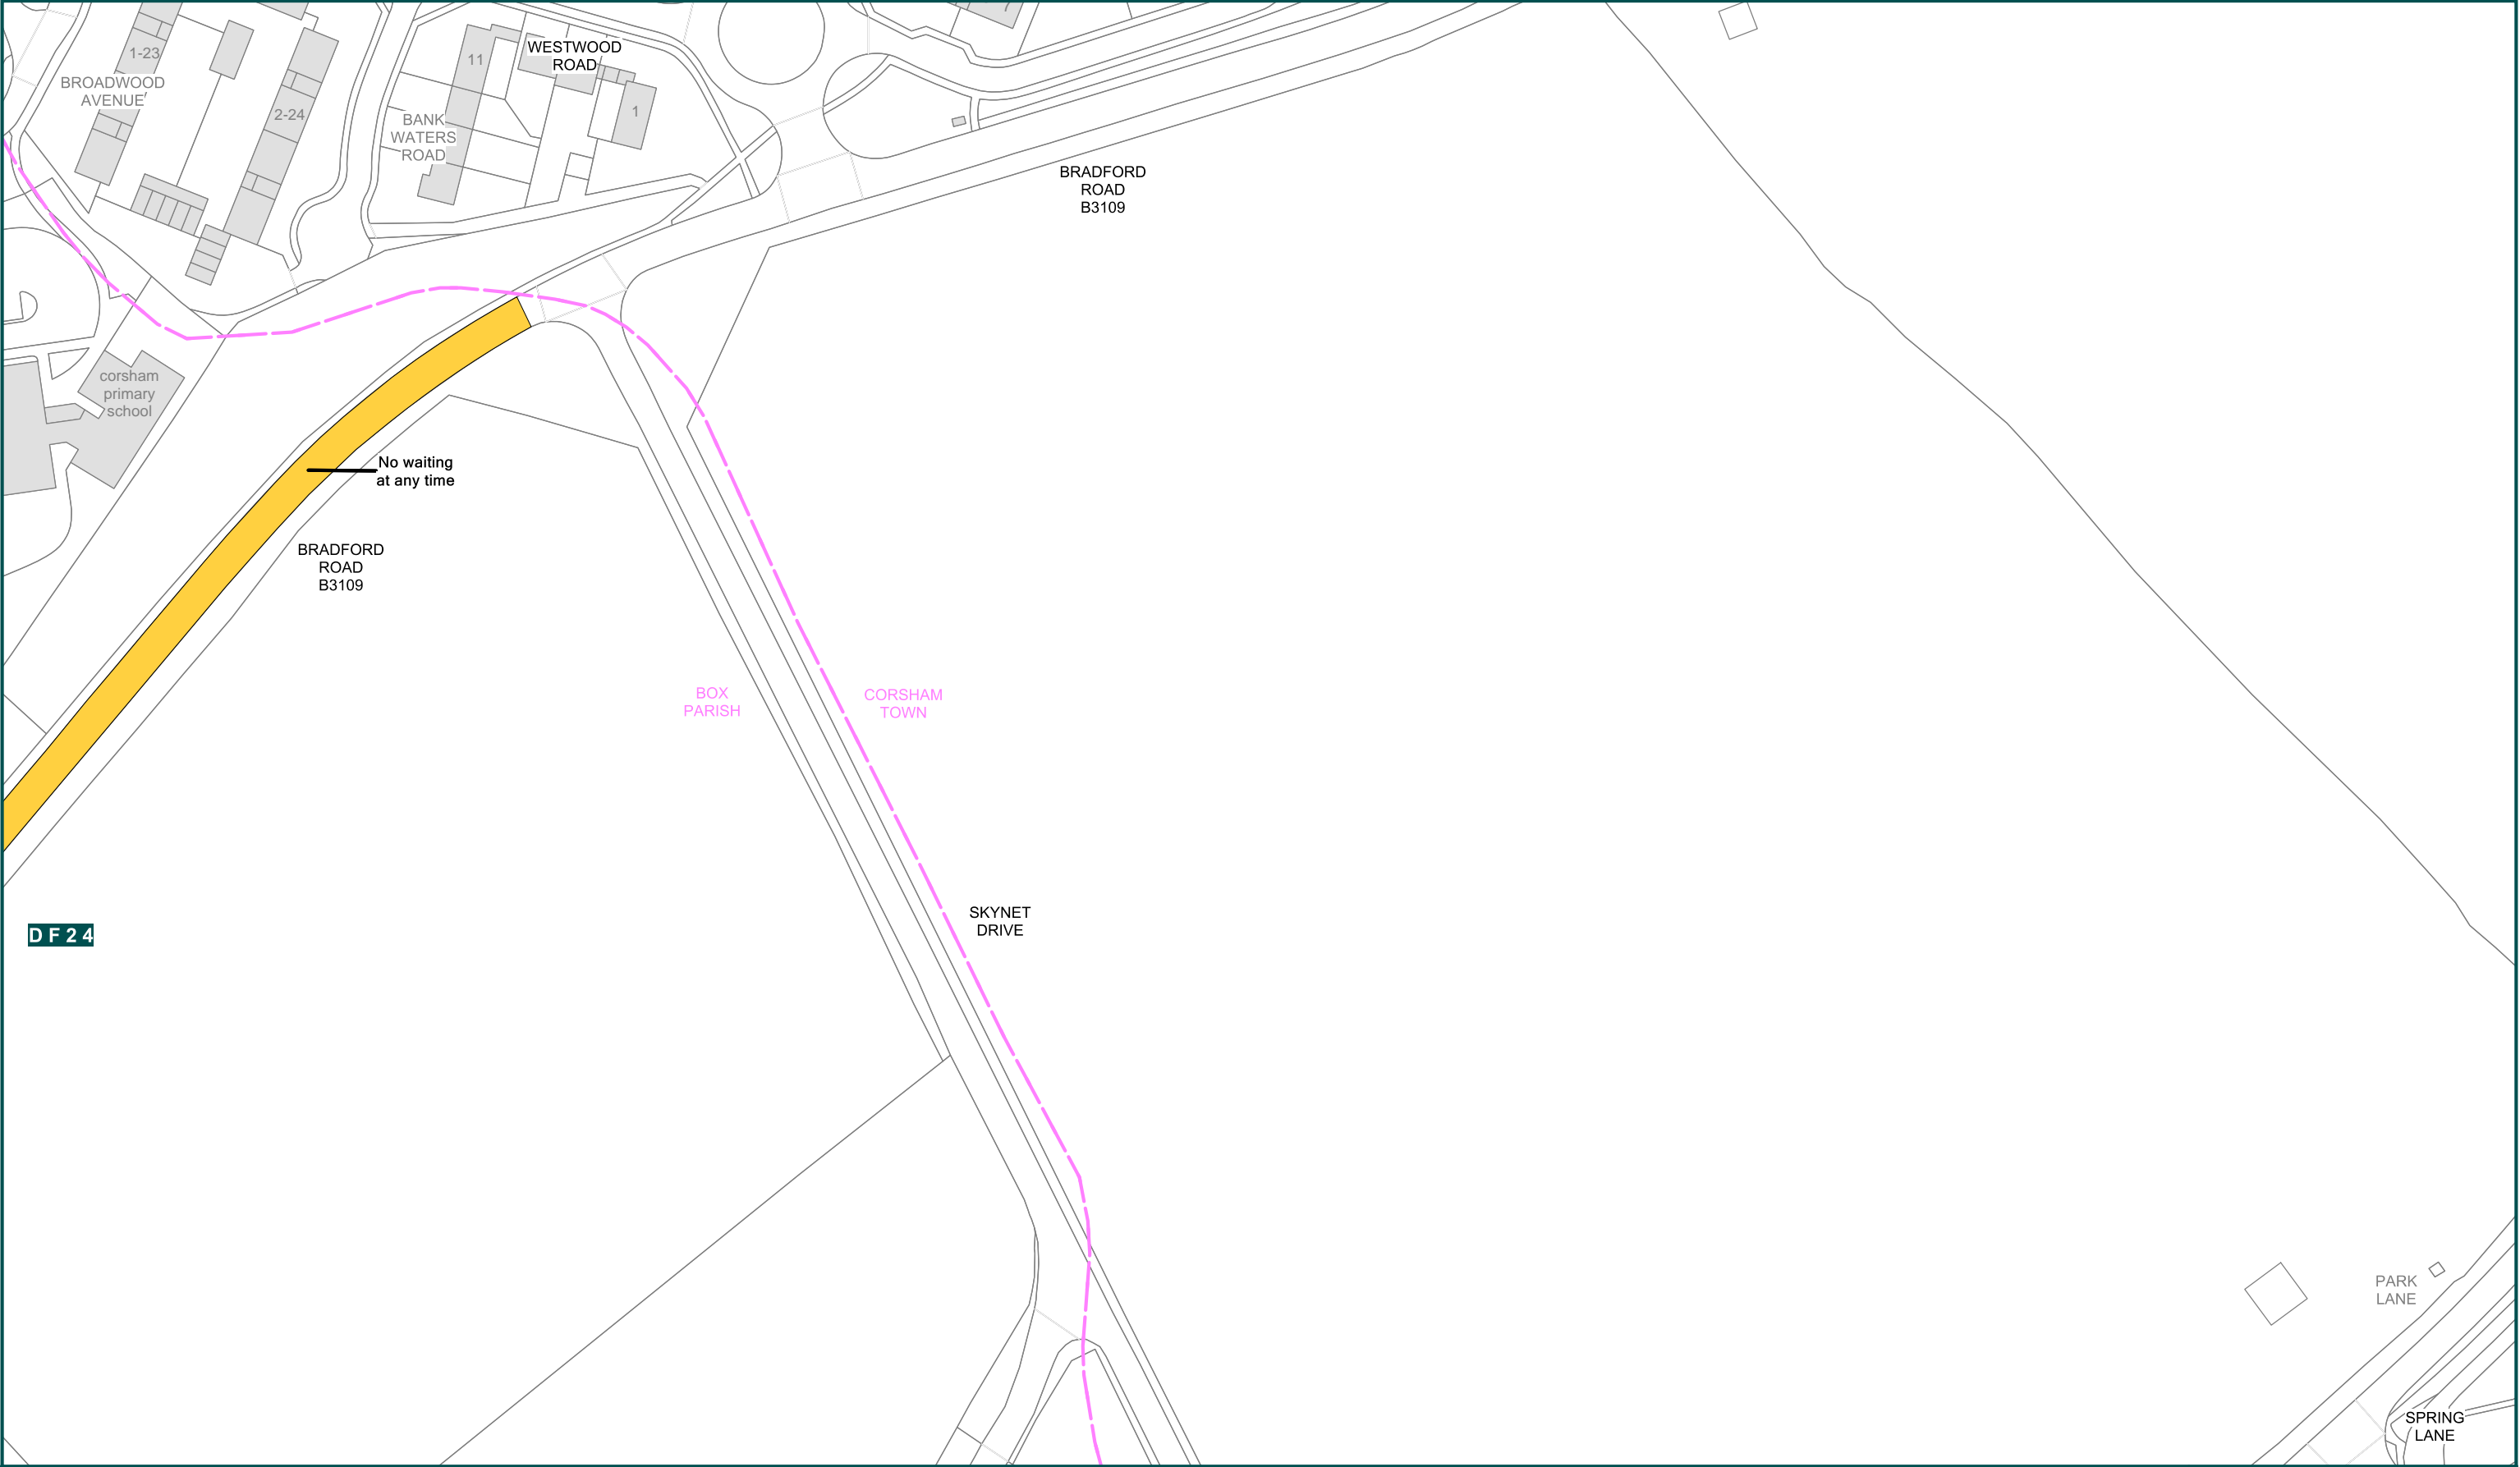 7
1-23
BROADWOOD
AVENUE
2-24
11
WESTWOOD
ROAD
1
BANK
WATERS
ROAD
BRADFORD
ROAD
B3109
corsham
primary
school
No waiting
at any time
BRADFORD
ROAD
B3109
BOX
PARISH
CORSHAM
TOWN
SKYNET
DRIVE
DF24
PARK
LANE
SPRING
LANE